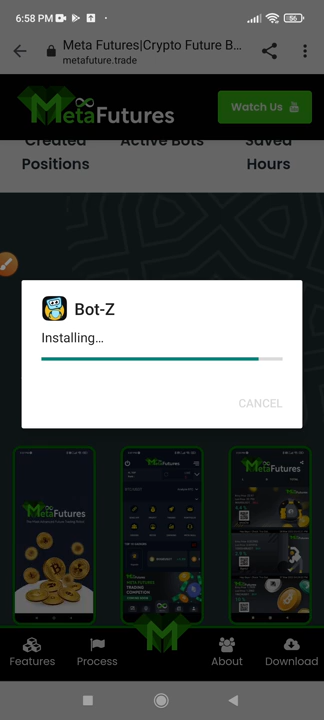 6:58 PM
56
Meta Futures|Crypto Future B...
metafuture.trade
MetaFutures
Watch Us
Created Positions
Active Bots
Saved Hours
Bot-Z
Installing...
CANCEL
MetaFutures
MetaFutures
Features
Process
About
Download